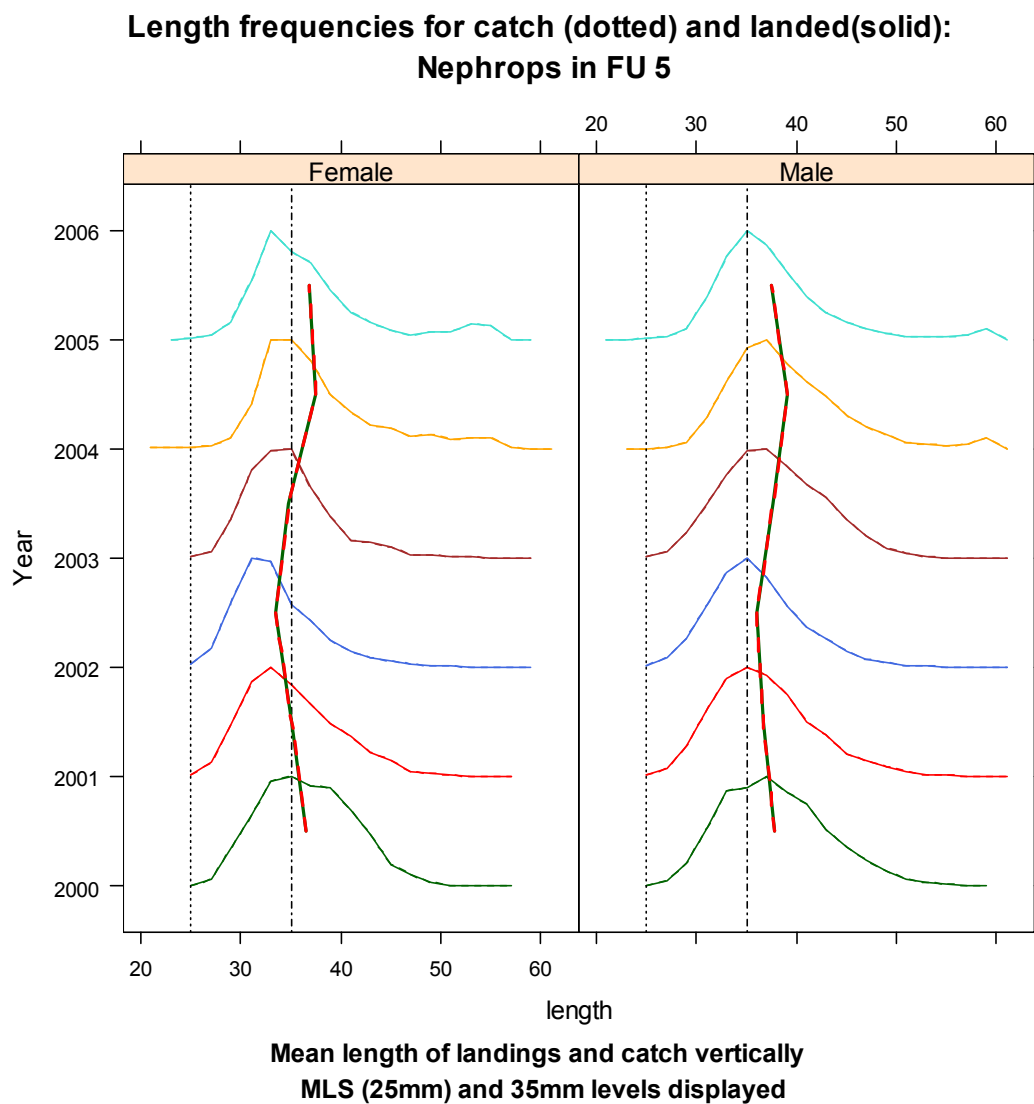 Length frequencies for catch (dotted) and landed(solid):
Nephrops in FU 5
20 30 40 50 60
Female Male
2006
2005
2004
2003
2002
2001
2000
Year
20 30 40 50 60
length
Mean length of landings and catch vertically
MLS (25mm) and 35mm levels displayed